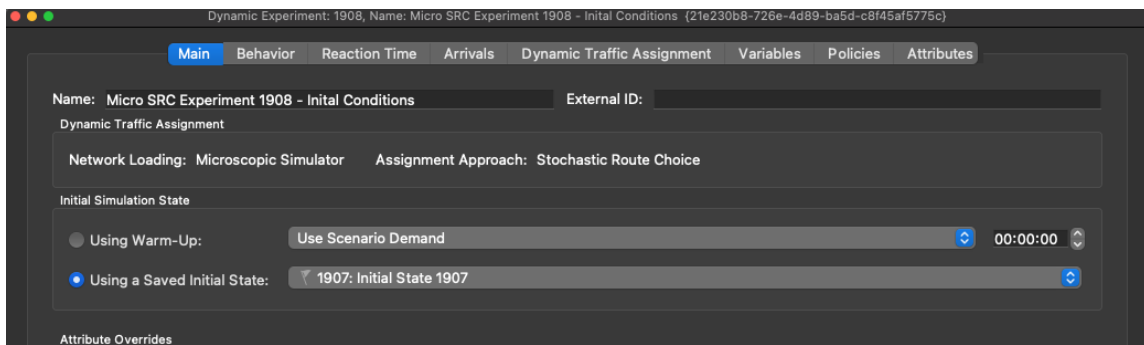 Dynamic Experiment: 1908, Name: Micro SRC Experiment 1908 - Inital Conditions {21e230b8-726e-4d89-ba5d-c8f45af5775c}
Main Behavior Reaction Time Arrivals Dynamic Traffic Assignment Variables Policies Attributes
Name: Micro SRC Experiment 1908 - Inital Conditions External ID:
Dynamic Traffic Assignment
Network Loading: Microscopic Simulator Assignment Approach: Stochastic Route Choice
Initial Simulation State
Using Warm-Up: Use Scenario Demand 00:00:00
Using a Saved Initial State: 1907: Initial State 1907
Attribute Overrides